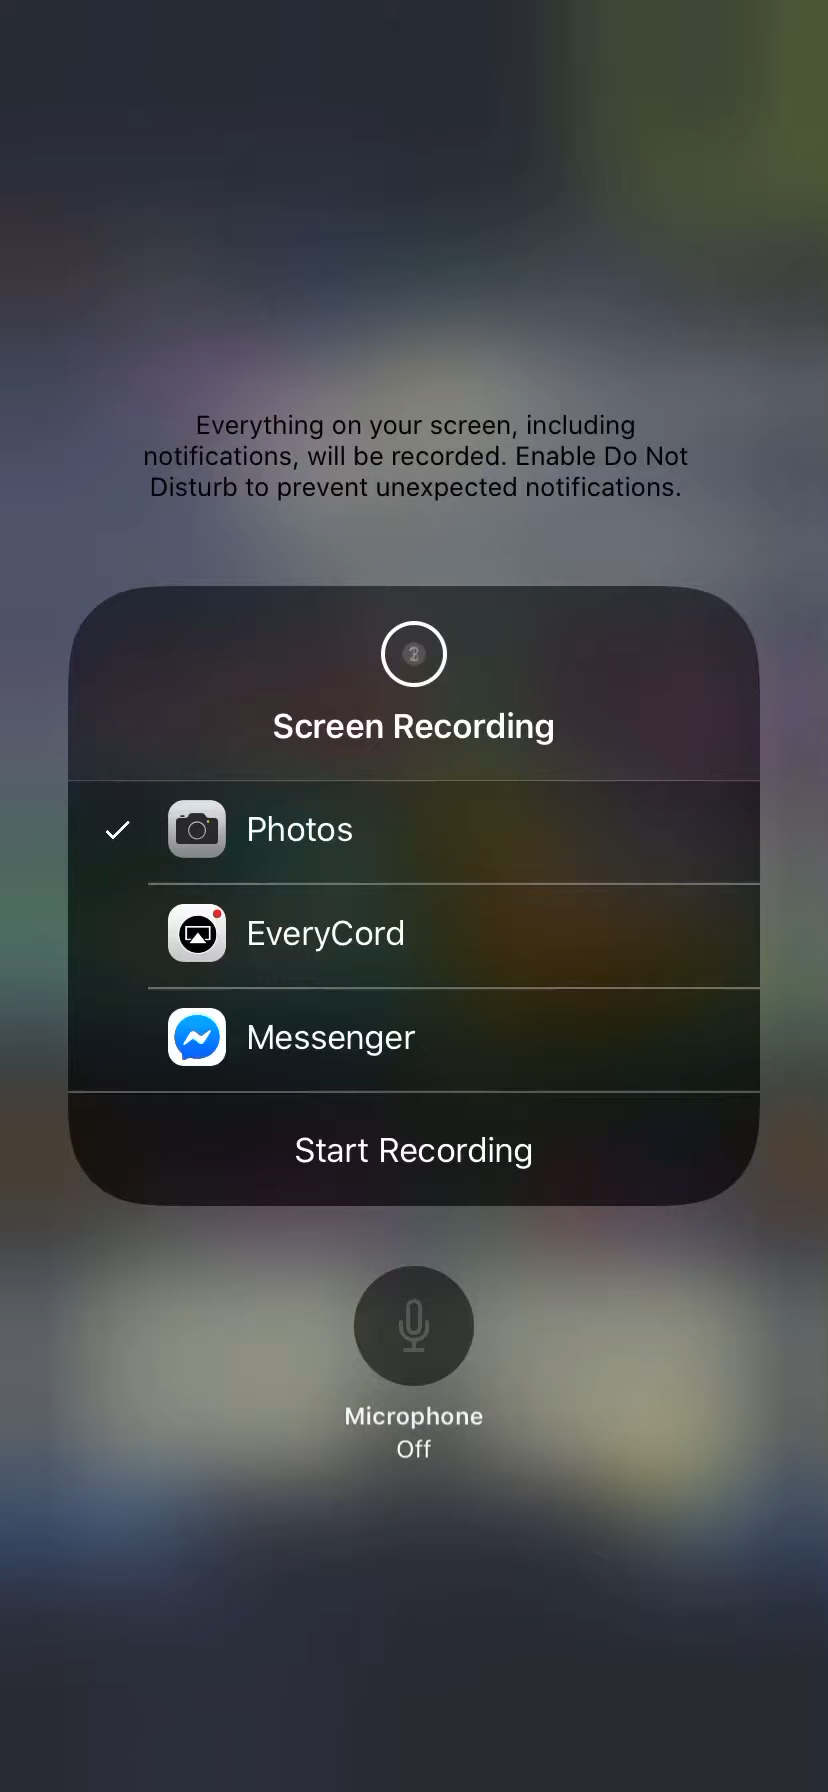 Everything on your screen, including
notifications, will be recorded. Enable Do Not
Disturb to prevent unexpected notifications.
Screen Recording
Photos
EveryCord
Messenger
Start Recording
Microphone
Off